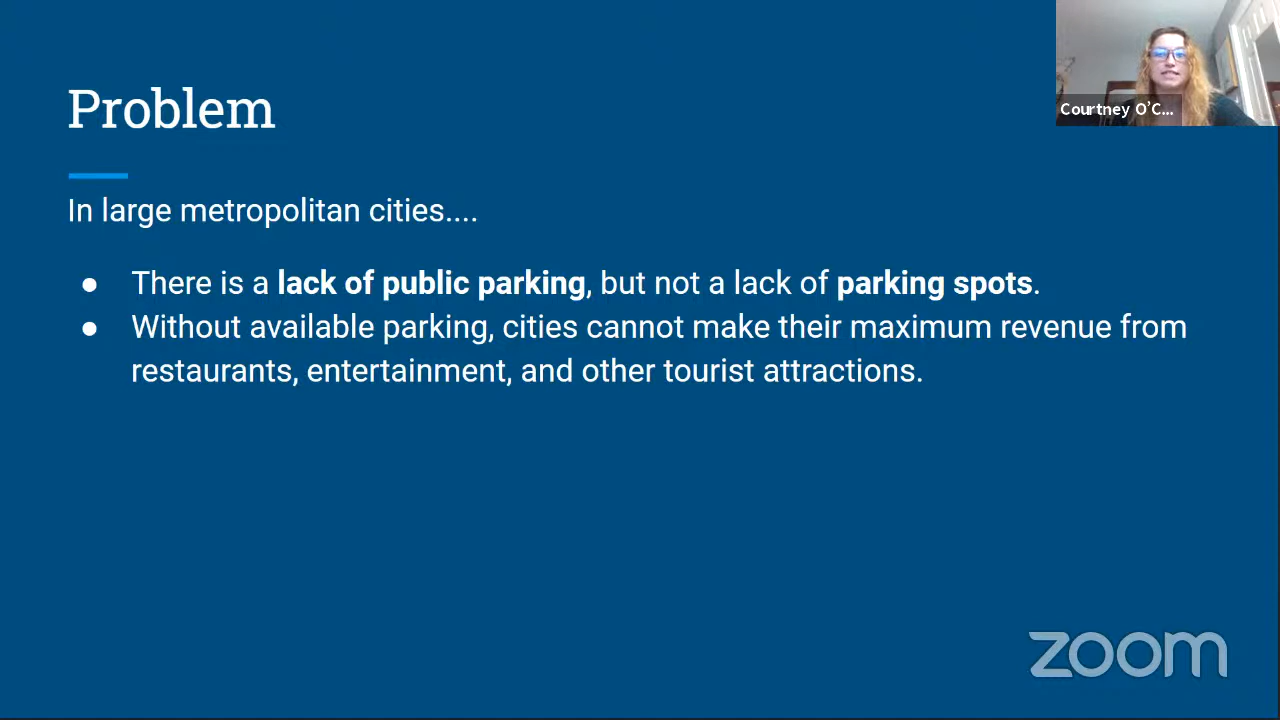 Problem
Courtney O'C...
In large metropolitan cities....
● There is a lack of public parking, but not a lack of parking spots.
● Without available parking, cities cannot make their maximum revenue from
restaurants, entertainment, and other tourist attractions.
zoom